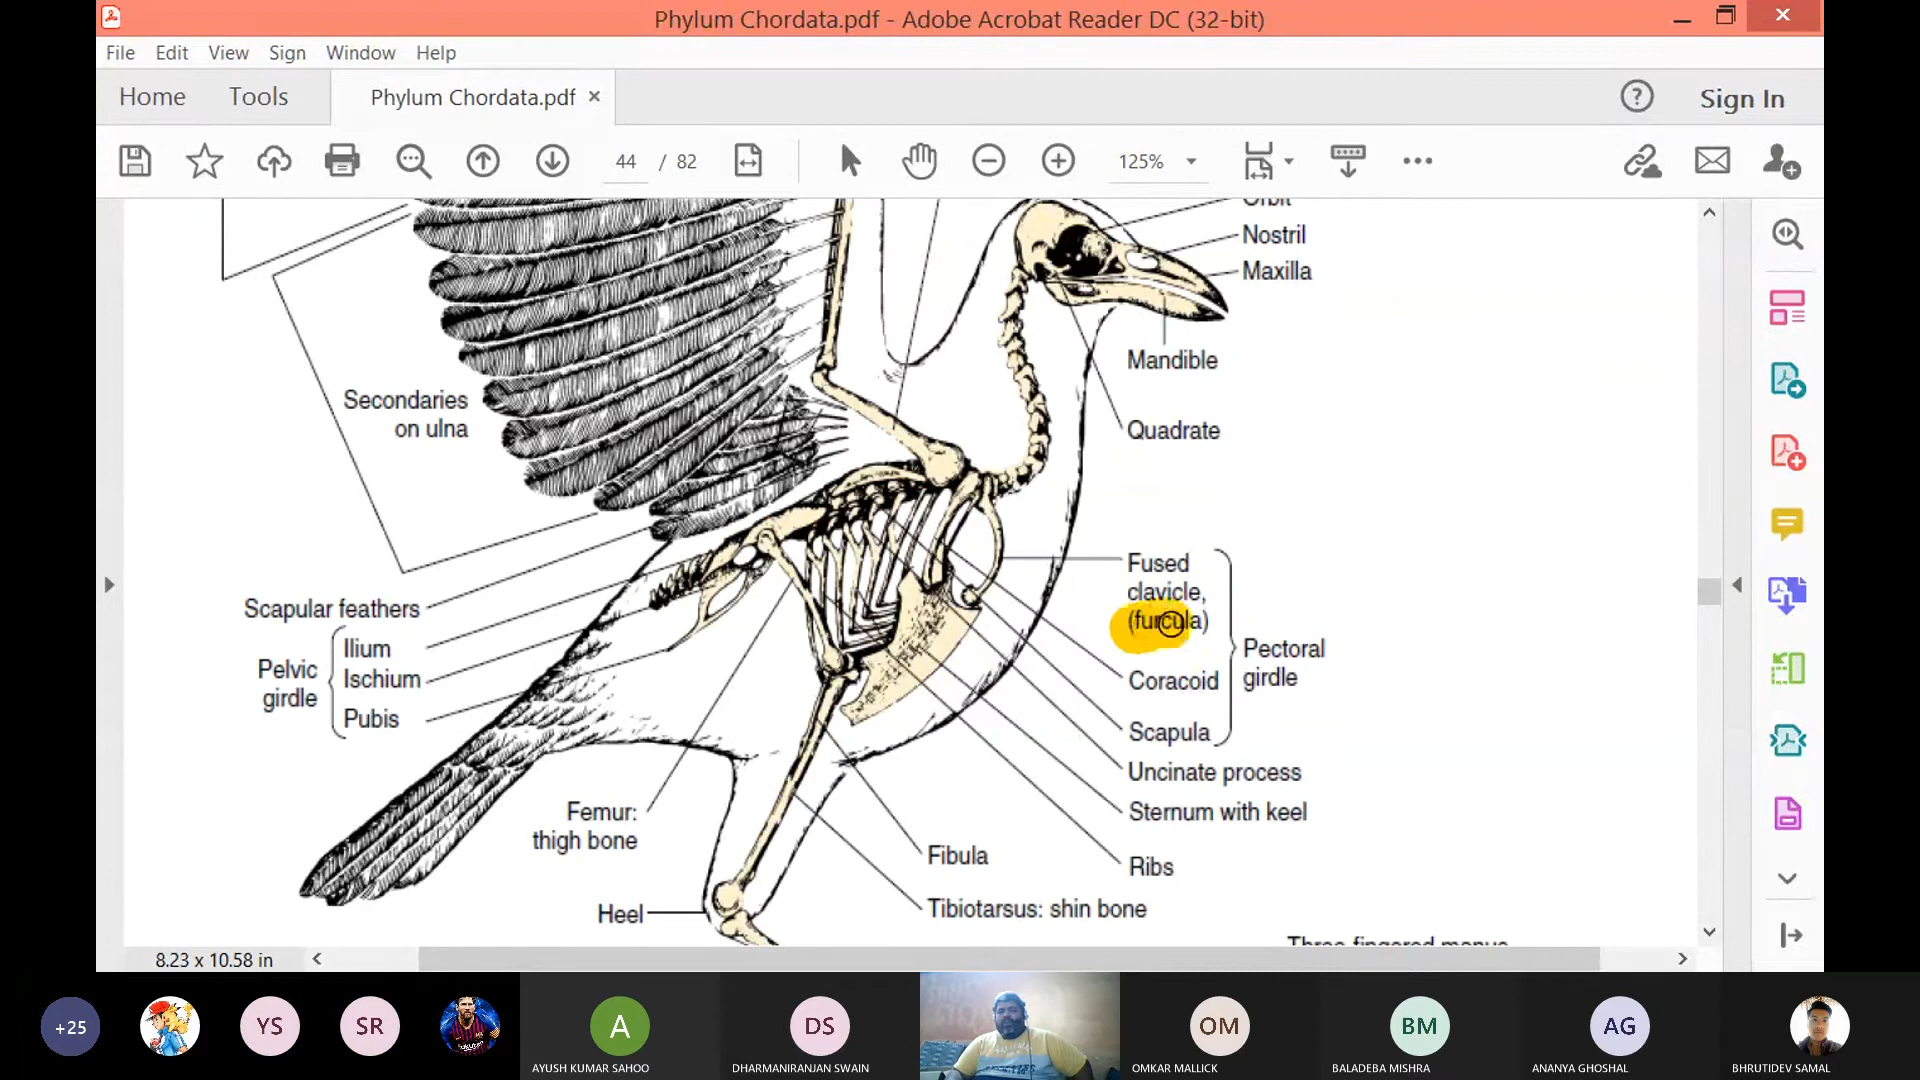 Phylum Chordata.pdf - Adobe Acrobat Reader DC (32-bit)
File Edit View Sign Window Help
Home Tools Phylum Chordata.pdf × Sign In
44 / 82 125%
Orbit
Nostril
Maxilla
Mandible
Quadrate
Secondaries
on ulna
Fused
clavicle,
(furcula)
Coracoid
Scapula
Pectoral
girdle
Uncinate process
Sternum with keel
Ribs
Scapular feathers
Pelvic
girdle
Ilium
Ischium
Pubis
Femur:
thigh bone
Fibula
Tibiotarsus: shin bone
Heel
Three-fingered manus
8.23 x 10.58 in
+25
YS
SR
A
AYUSH KUMAR SAHOO
DS
DHARMANIRANJAN SWAIN
OM
OMKAR MALLICK
BM
BALADEBA MISHRA
AG
ANANYA GHOSHAL
BHRUTIDEV SAMAL